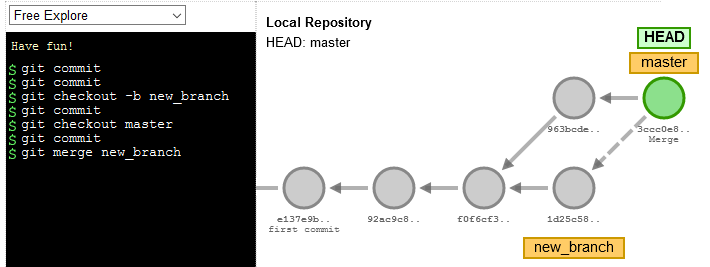 Free Explore
Have fun!
$ git commit
$ git commit
$ git checkout -b new_branch
$ git commit
$ git checkout master
$ git commit
$ git merge new_branch
Local Repository
HEAD: master
HEAD
master
963bcde..
3ccc0e8..
Merge
e137e9b..
first commit
92ac9c8..
f0f6cf3..
1d25c58..
new_branch